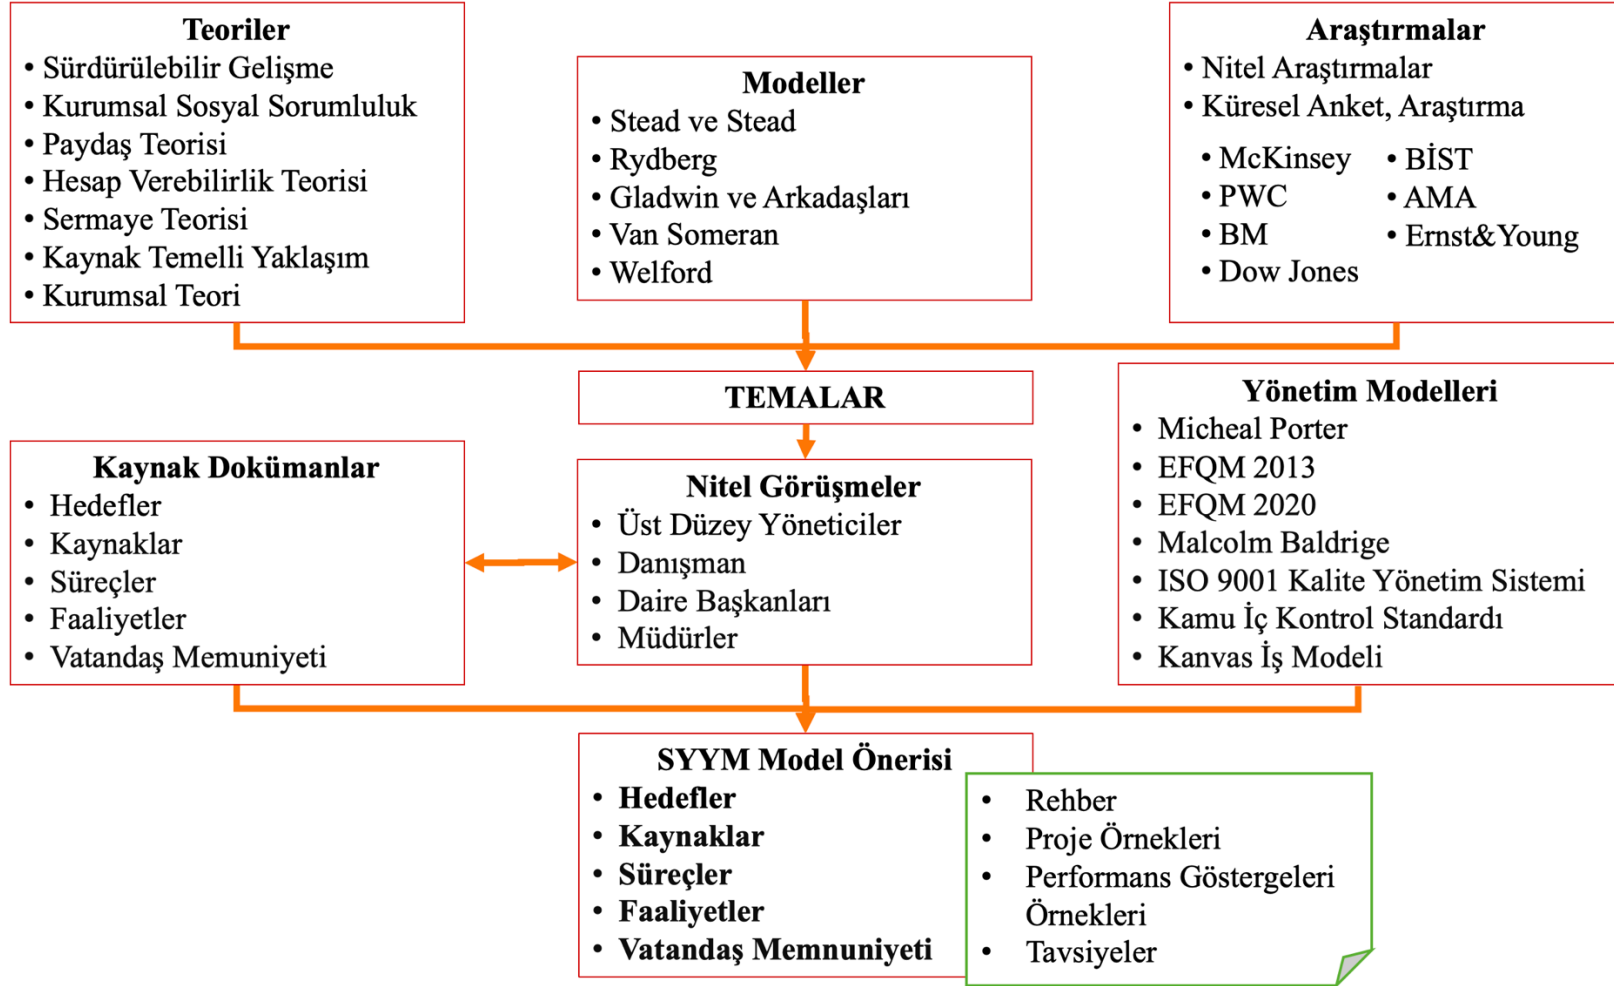 Teoriler
• Sürdürülebilir Gelişme
• Kurumsal Sosyal Sorumluluk
• Paydaş Teorisi
• Hesap Verebilirlik Teorisi
• Sermaye Teorisi
• Kaynak Temelli Yaklaşım
• Kurumsal Teori
Modeller
• Stead ve Stead
• Rydberg
• Gladwin ve Arkadaşları
• Van Someran
• Welford
Araştırmalar
• Nitel Araştırmalar
• Küresel Anket, Araştırma
• McKinsey
• PWC
• BM
• Dow Jones
• BİST
• AMA
• Ernst&Young
TEMALAR
Kaynak Dokümanlar
• Hedefler
• Kaynaklar
• Süreçler
• Faaliyetler
• Vatandaş Memuniyeti
Nitel Görüşmeler
• Üst Düzey Yöneticiler
• Danışman
• Daire Başkanları
• Müdürler
Yönetim Modelleri
• Micheal Porter
• EFQM 2013
• EFQM 2020
• Malcolm Baldrige
• ISO 9001 Kalite Yönetim Sistemi
• Kamu İç Kontrol Standardı
• Kanvas İş Modeli
SYYM Model Önerisi
• Hedefler
• Kaynaklar
• Süreçler
• Faaliyetler
• Vatandaş Memnuniyeti
• Rehber
• Proje Örnekleri
• Performans Göstergeleri
Örnekleri
• Tavsiyeler